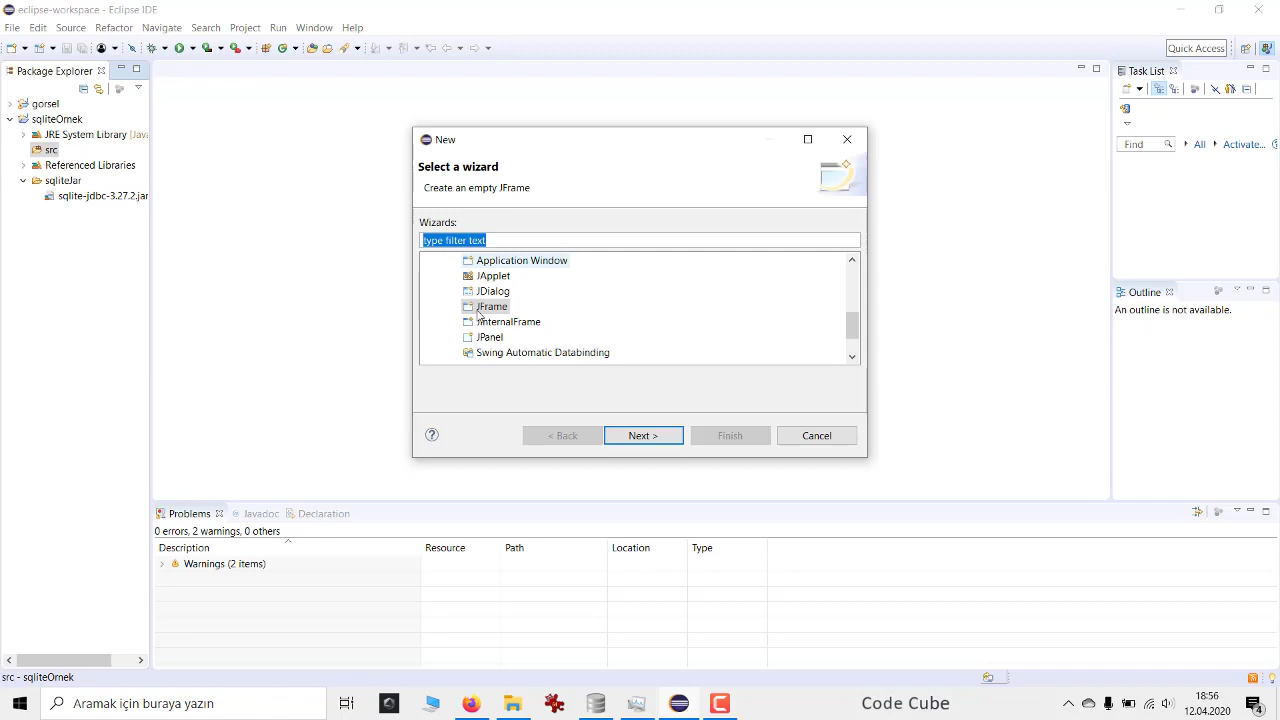 eclipse-workspace - Eclipse IDE
File Edit Source Refactor Navigate Search Project Run Window Help
Quick Access
Package Explorer
gorsel
sqliteOrnek
JRE System Library [Java
src
Referenced Libraries
sqliteJar
sqlite-jdbc-3.27.2.jar
New
Select a wizard
Create an empty JFrame
Wizards:
type filter text
Application Window
JApplet
JDialog
JFrame
JInternalFrame
JPanel
Swing Automatic Databinding
< Back
Next >
Finish
Cancel
Task List
Find
All
Activate...
Outline
An outline is not available.
Problems
Javadoc
Declaration
0 errors, 2 warnings, 0 others
Description Resource Path Location Type
Warnings (2 items)
src - sqliteOrnek
Aramak için buraya yazın
Code Cube
18:56
12.04.2020
4